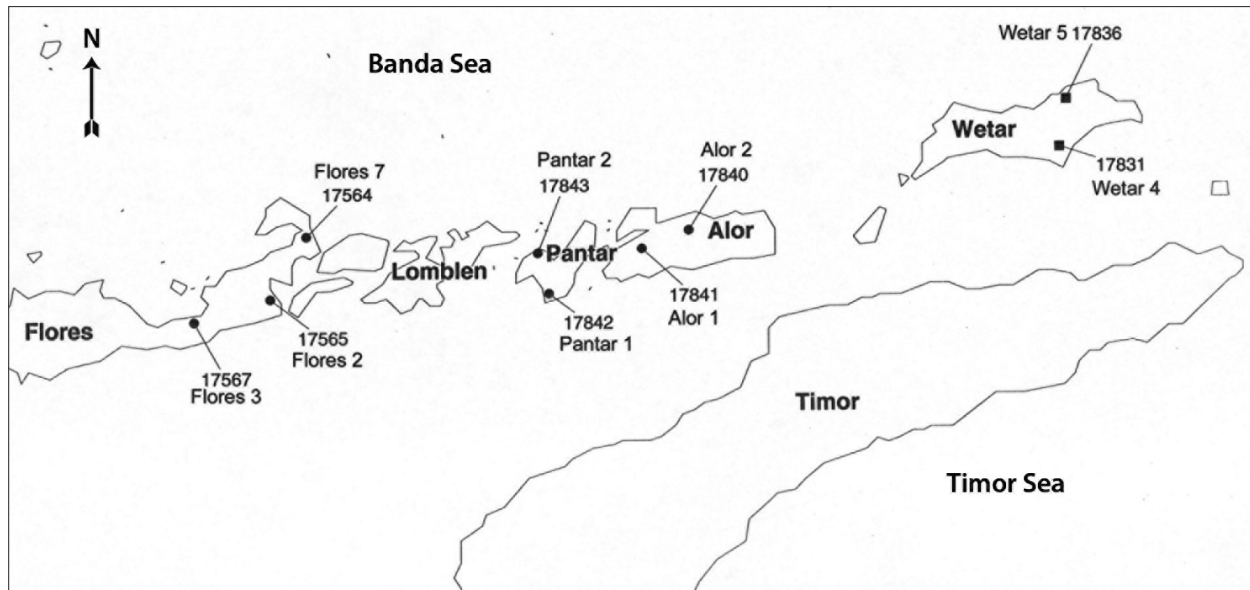 Wetar 5 17836
N
Banda Sea
Wetar
17831
Wetar 4
Flores 7
17564
Pantar 2
17843
Alor 2
17840
Alor
Pantar
Lomblen
17841
Alor 1
17842
Pantar 1
Flores
17565
Flores 2
17567
Flores 3
Timor
Timor Sea